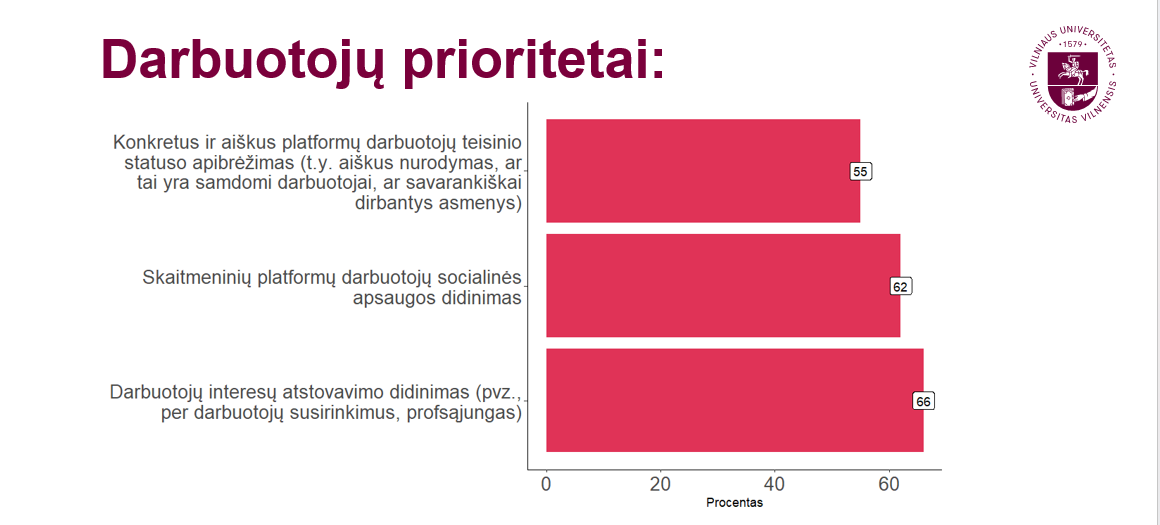 Darbuotojų prioritetai:
VILNIAUS UNIVERSITETAS
1579
UNIVERSITAS VILNENSIS
Konkretus ir aiškus platformų darbuotojų teisinio
statuso apibrėžimas (t.y. aiškus nurodymas, ar
tai yra samdomi darbuotojai, ar savarankiškai
dirbantys asmenys)
55
Skaitmeninių platformų darbuotojų socialinės
apsaugos didinimas
62
Darbuotojų interesų atstovavimo didinimas (pvz.,
per darbuotojų susirinkimus, profsąjungas)
66
0 20 40 60
Procentas